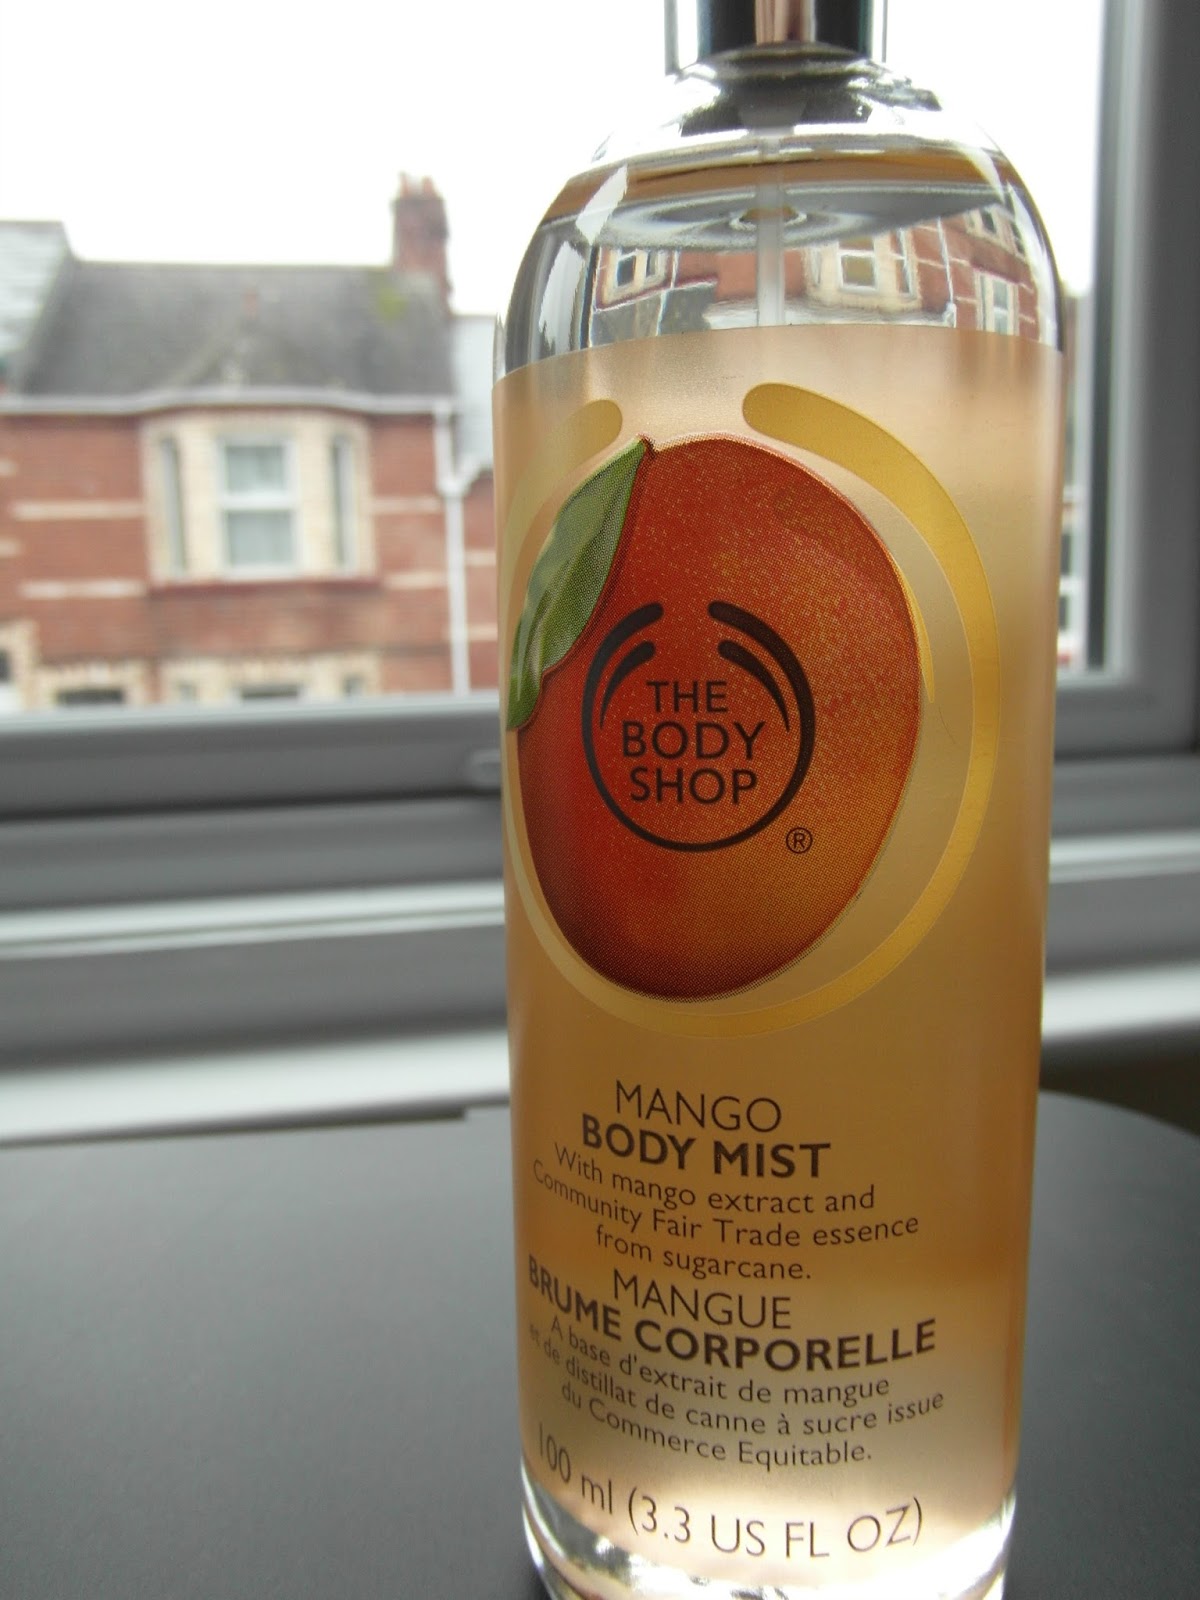 THE
BODY
SHOP
®
MANGO
BODY MIST
With mango extract and
Community Fair Trade essence
from sugarcane.
MANGUE
BRUME CORPORELLE
A base d'extrait de mangue
et de distillat de canne à sucre issue
du Commerce Equitable.
100 ml (3.3 US FL OZ)